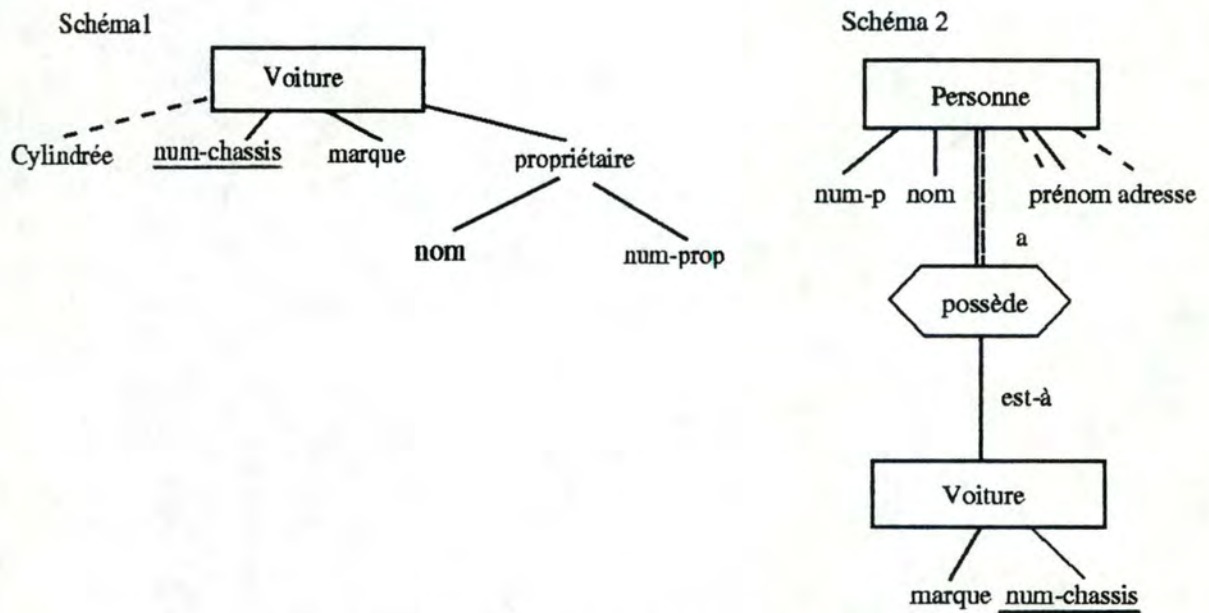 Schéma1
Voiture
Cylindrée num-chassis marque propriétaire
nom num-prop
Schéma 2
Personne
num-p nom prénom adresse
a
possède
est-à
Voiture
marque num-chassis